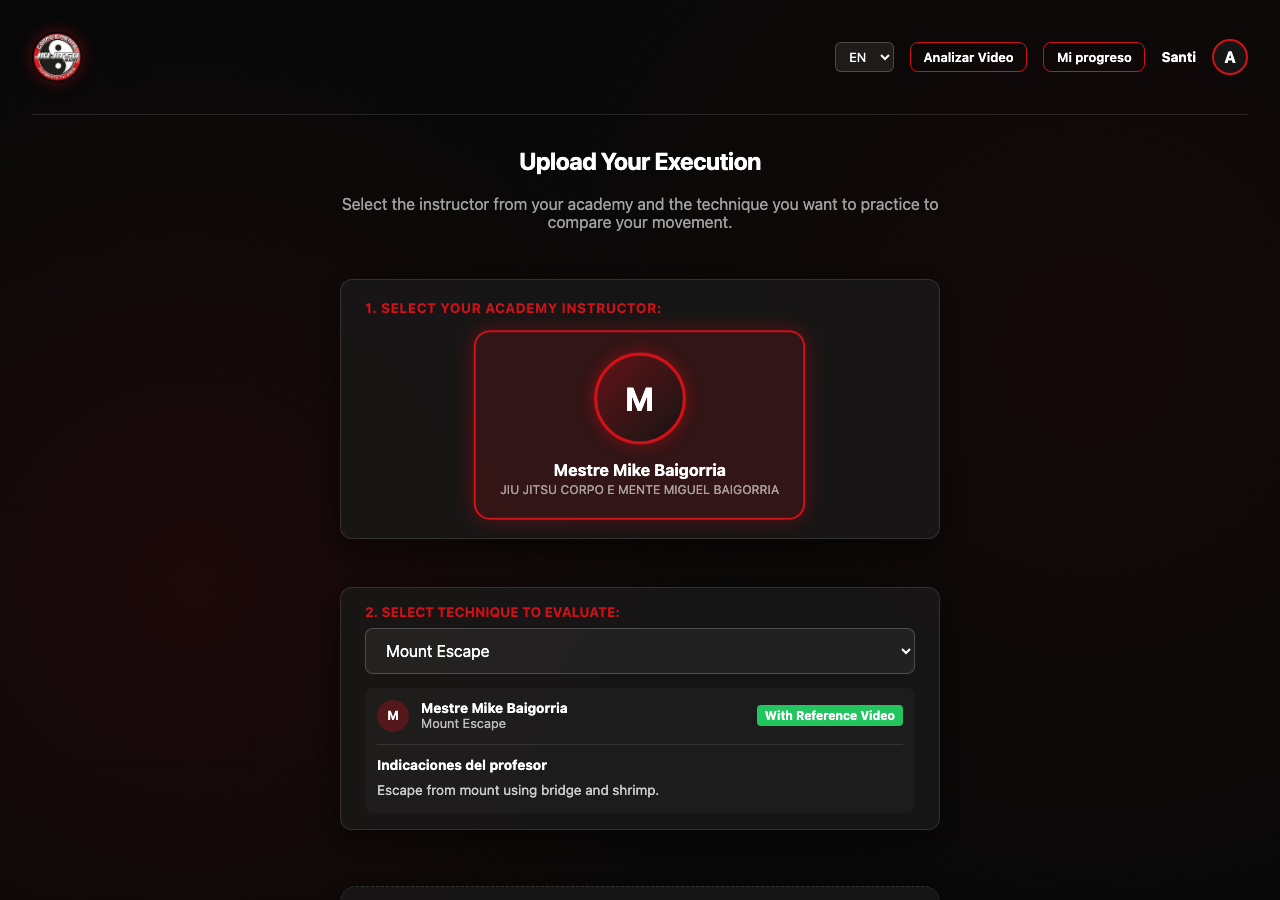 EN
Analizar Video
Mi progreso
Santi
A
Upload Your Execution
Select the instructor from your academy and the technique you want to practice to
compare your movement.
1. SELECT YOUR ACADEMY INSTRUCTOR:
M
Mestre Mike Baigorria
JIU JITSU CORPO E MENTE MIGUEL BAIGORRIA
2. SELECT TECHNIQUE TO EVALUATE:
Mount Escape
M
Mestre Mike Baigorria
Mount Escape
With Reference Video
Indicaciones del profesor
Escape from mount using bridge and shrimp.